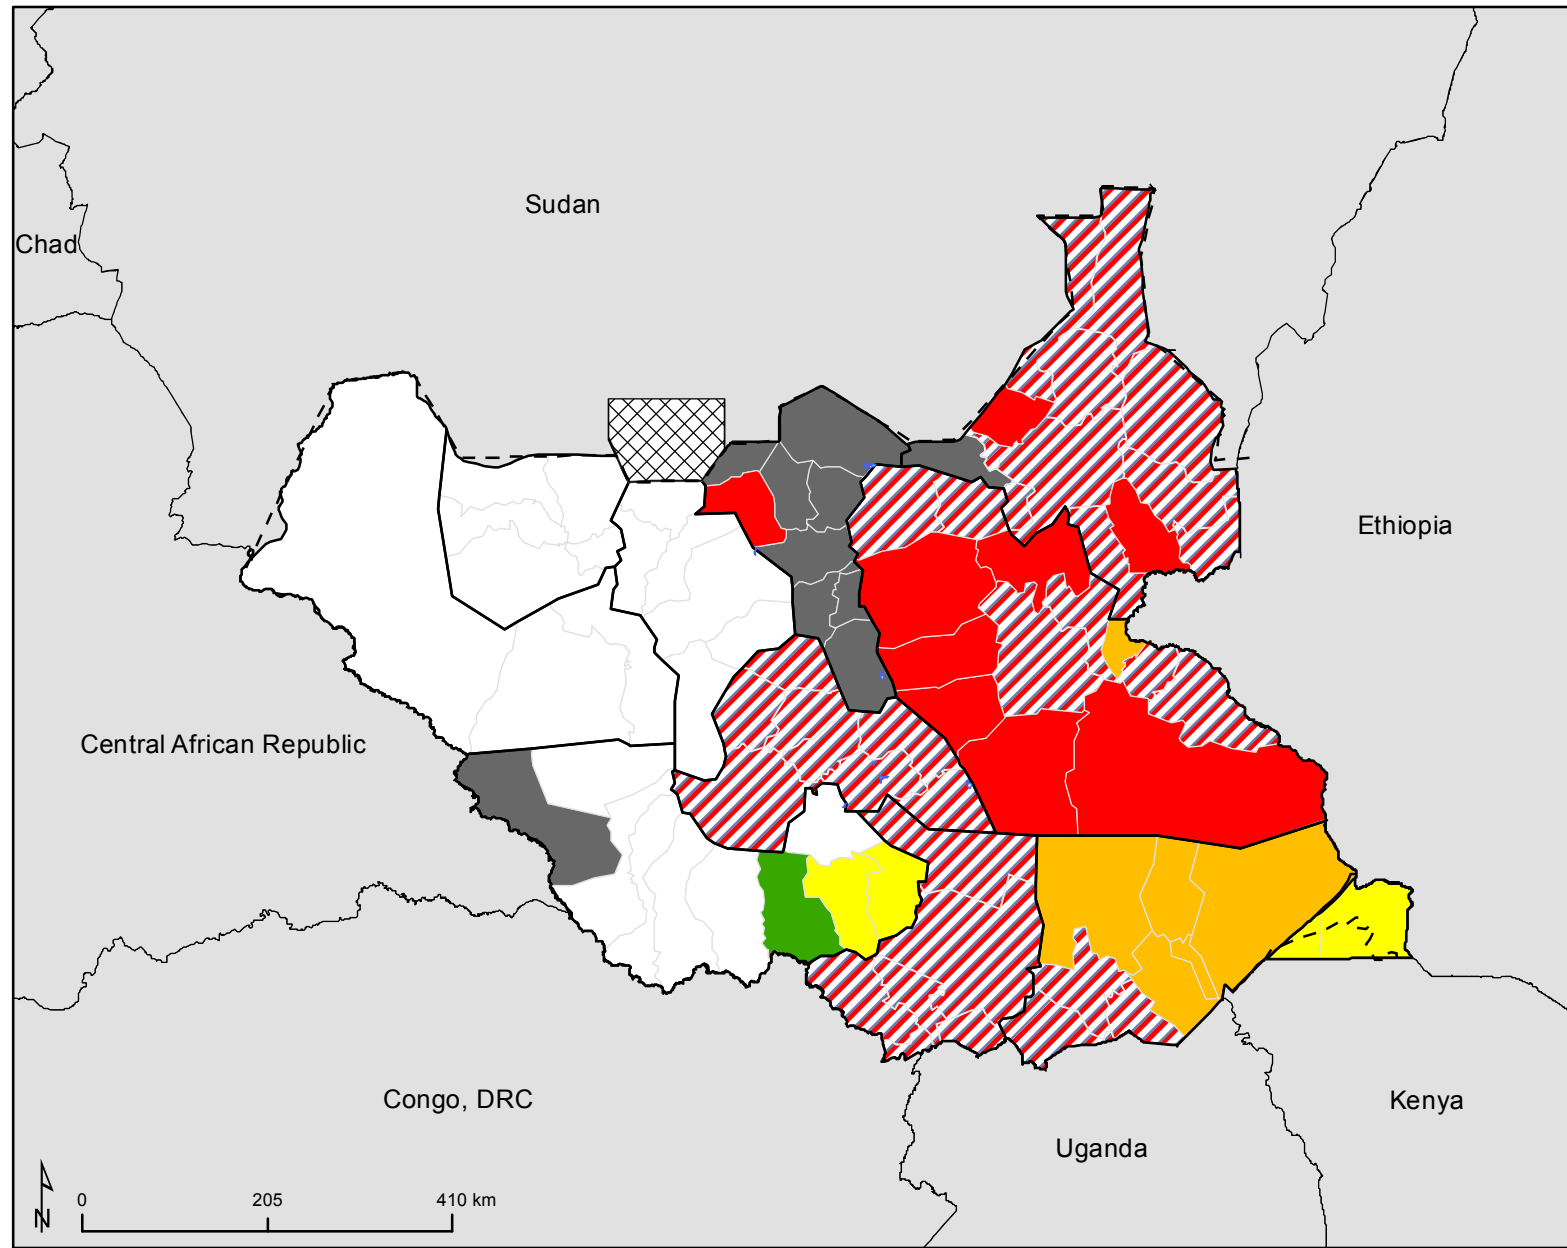 Sudan
Chad
Ethiopia
Central African Republic
Congo, DRC
Kenya
Uganda
N
0 205 410 km